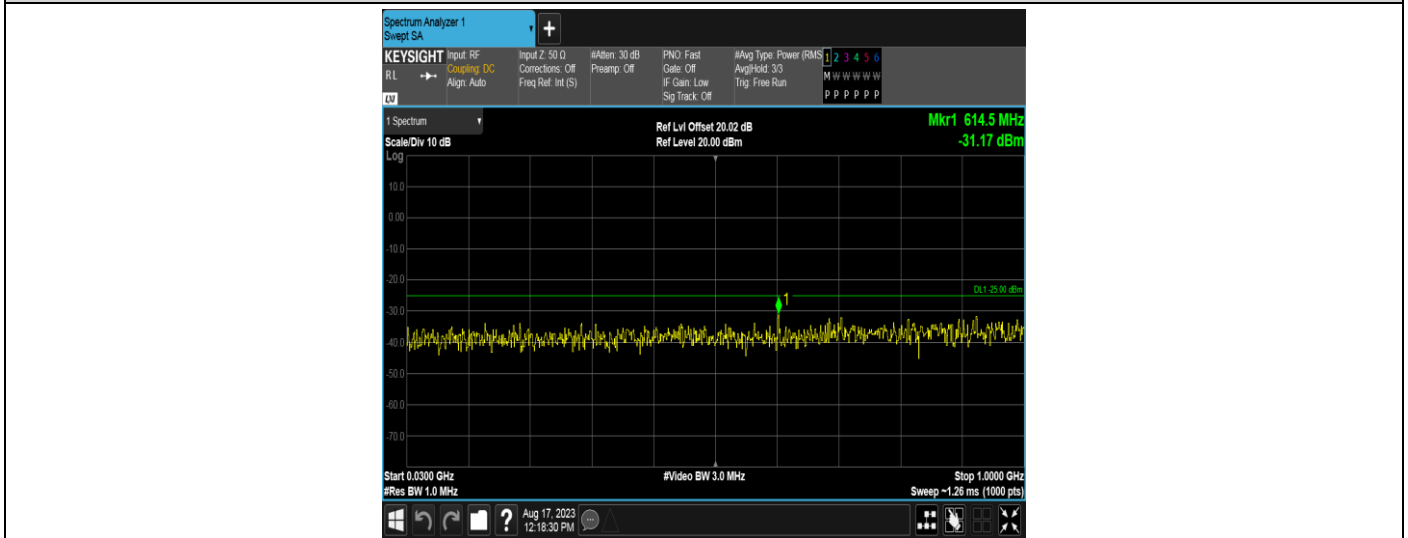 Spectrum Analyzer 1
Swept SA
+
KEYSIGHT
RL
LXI
Input: RF
Coupling: DC
Align: Auto
Input Z: 50 Ω
Corrections: Off
Freq Ref: Int (S)
#Atten: 30 dB
Preamp: Off
PNO: Fast
Gate: Off
IF Gain: Low
Sig Track: Off
#Avg Type: Power (RMS
Avg|Hold: 3/3
Trig: Free Run
1 2 3 4 5 6
M W W W W W
P P P P P P
1 Spectrum
Scale/Div 10 dB
Ref Lvl Offset 20.02 dB
Ref Level 20.00 dBm
Mkr1 614.5 MHz
-31.17 dBm
Log
10.0
0.00
-10.0
-20.0
DL1 -25.00 dBm
1
-30.0
-40.0
-50.0
-60.0
-70.0
Start 0.0300 GHz
#Res BW 1.0 MHz
#Video BW 3.0 MHz
Stop 1.0000 GHz
Sweep ~1.26 ms (1000 pts)
?
Aug 17, 2023
12:18:30 PM